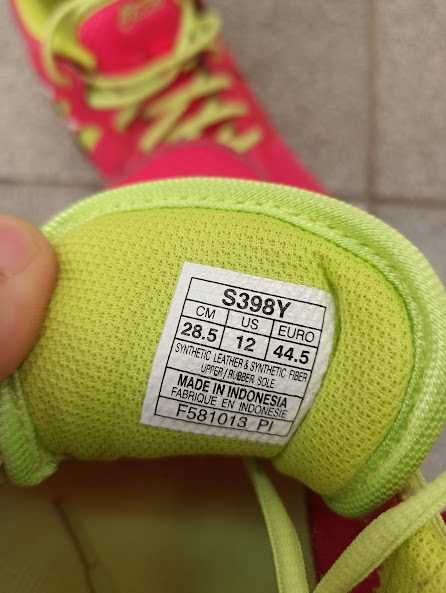 S398Y
CM US EURO
28.5 12 44.5
SYNTHETIC LEATHER & SYNTHETIC FIBER
UPPER / RUBBER SOLE
MADE IN INDONESIA
FABRIQUE EN INDONESIE
F581013 PI